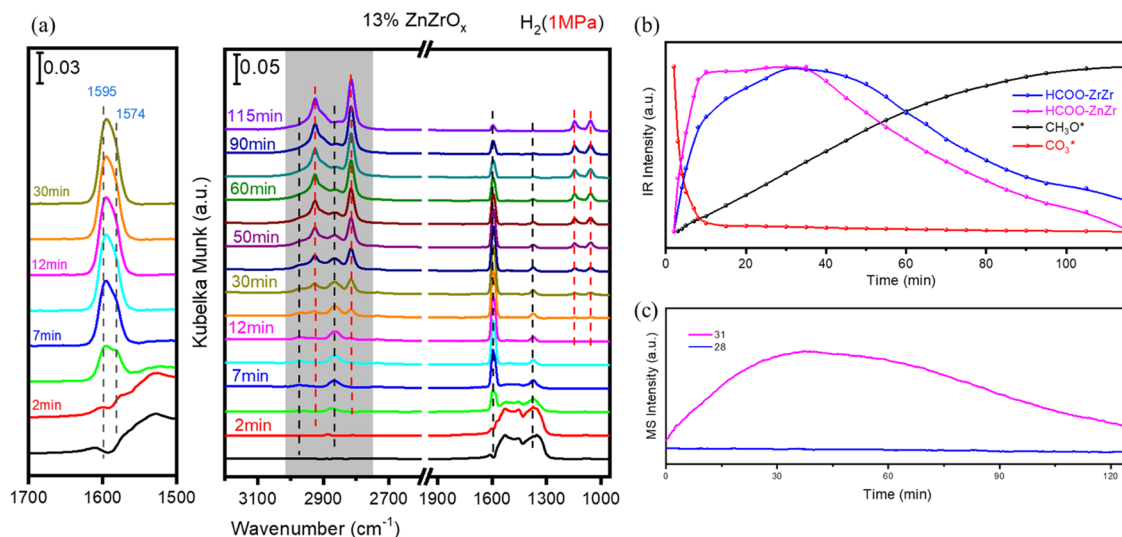 (a)
13% ZnZrOₓ
H₂(1MPa)
0.03
1595
1574
30min
12min
7min
2min
1700
1600
1500
Kubelka Munk (a.u.)
0.05
115min
90min
60min
50min
30min
12min
7min
2min
3100
2900
2700
1900
1600
1300
1000
Wavenumber (cm⁻¹)
(b)
IR Intensity (a.u.)
HCOO-ZrZr
HCOO-ZnZr
CH₃O*
CO₃*
0
20
40
60
80
100
Time (min)
(c)
MS Intensity (a.u.)
31
28
0
30
60
90
120
Time (min)